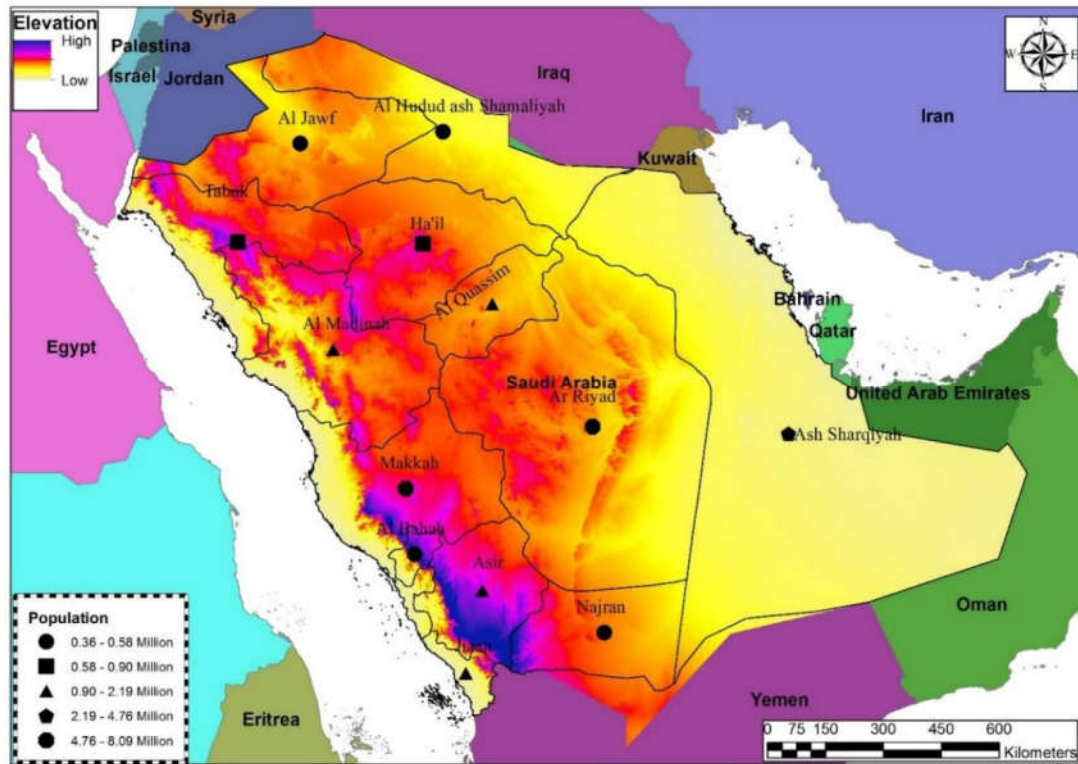 Elevation
High
Low
Syria
Palestina
Israel
Jordan
Iraq
Iran
N
W
E
S
Kuwait
Al Jawf
Al Hudud ash Shamaliyah
Tabuk
Ha'il
Al Quassim
Al Madinah
Egypt
Bahrain
Qatar
Saudi Arabia
Ar Riyad
United Arab Emirates
Ash Sharqiyah
Makkah
Al Bahah
Asir
Najran
Oman
Yemen
Eritrea
Population
0.36 - 0.58 Million
0.58 - 0.90 Million
0.90 - 2.19 Million
2.19 - 4.76 Million
4.76 - 8.09 Million
0 75 150 300 450 600
Kilometers